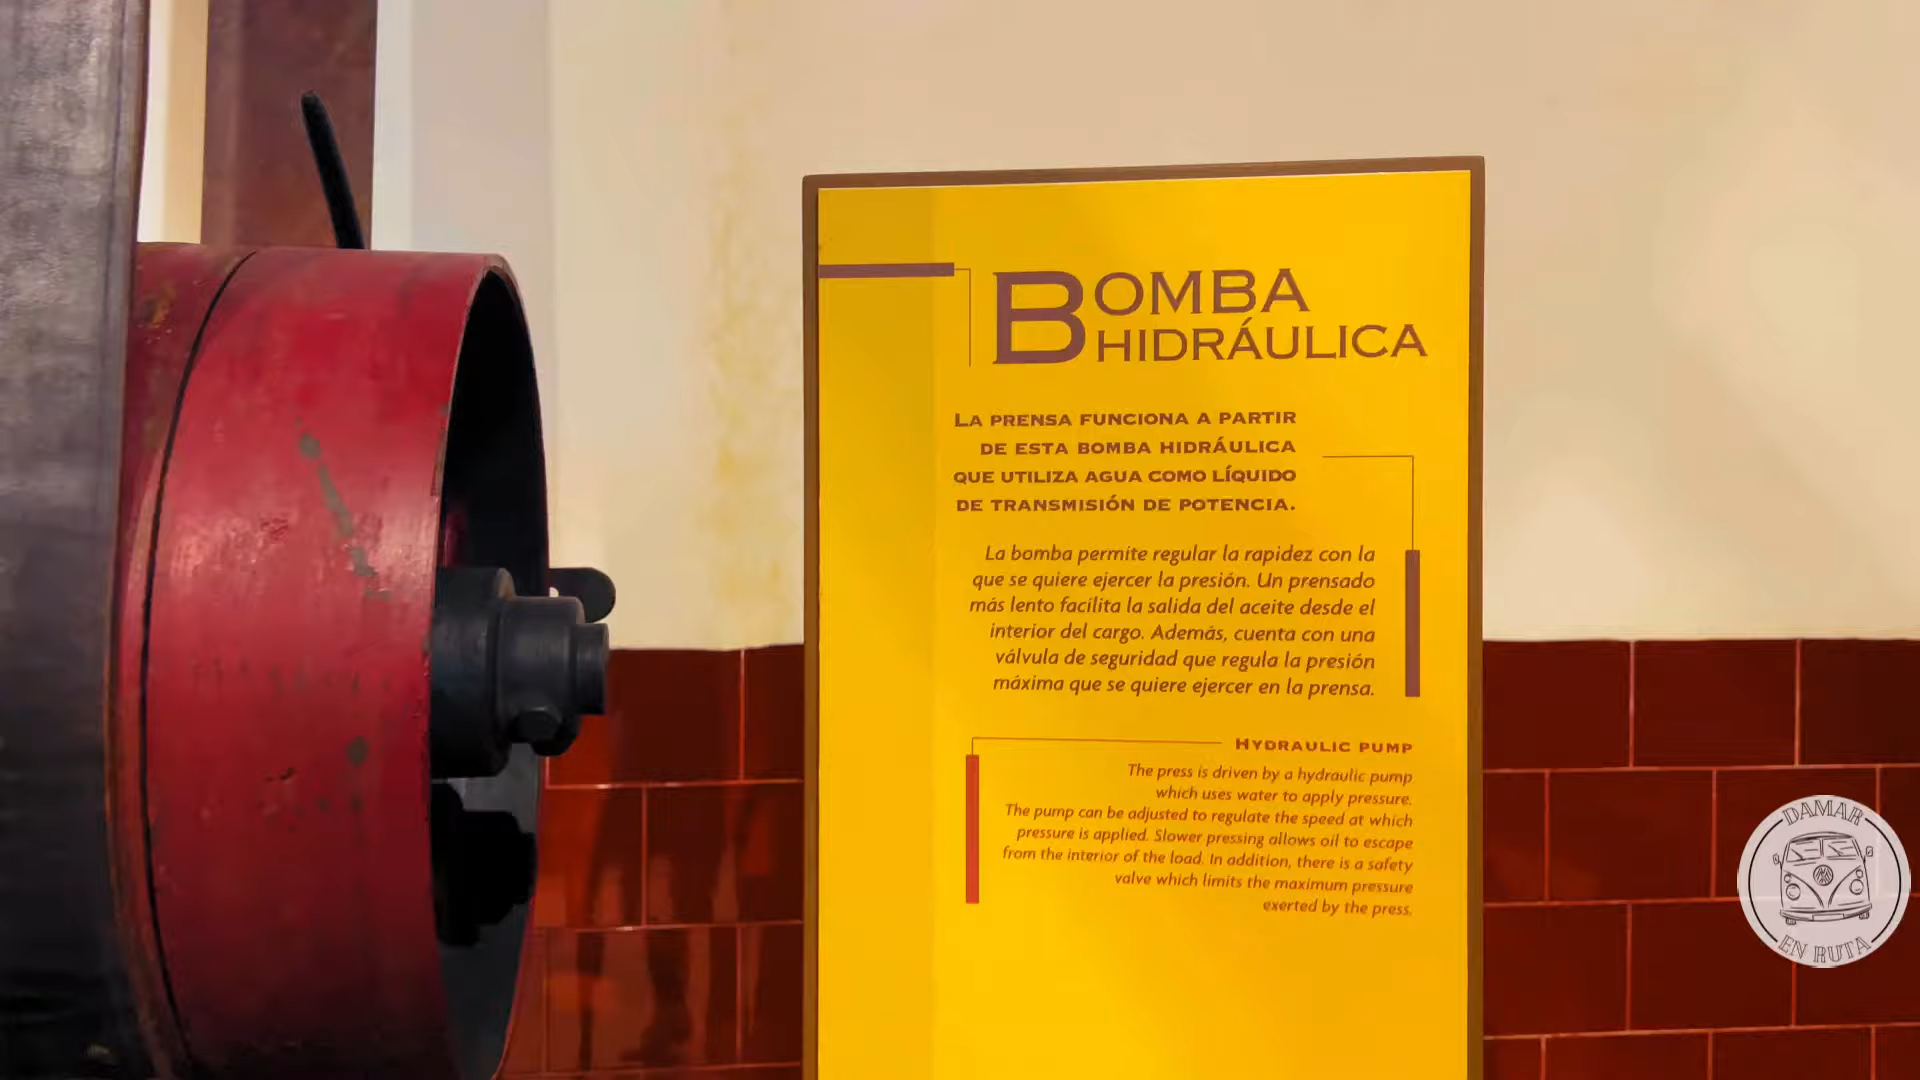 BOMBA
HIDRÁULICA
LA PRENSA FUNCIONA A PARTIR
DE ESTA BOMBA HIDRÁULICA
QUE UTILIZA AGUA COMO LÍQUIDO
DE TRANSMISIÓN DE POTENCIA.
La bomba permite regular la rapidez con la
que se quiere ejercer la presión. Un prensado
más lento facilita la salida del aceite desde el
interior del cargo. Además, cuenta con una
válvula de seguridad que regula la presión
máxima que se quiere ejercer en la prensa.
HYDRAULIC PUMP
The press is driven by a hydraulic pump
which uses water to apply pressure.
The pump can be adjusted to regulate the speed at which
pressure is applied. Slower pressing allows oil to escape
from the interior of the load. In addition, there is a safety
valve which limits the maximum pressure
exerted by the press.
DAMAR
EN RUTA